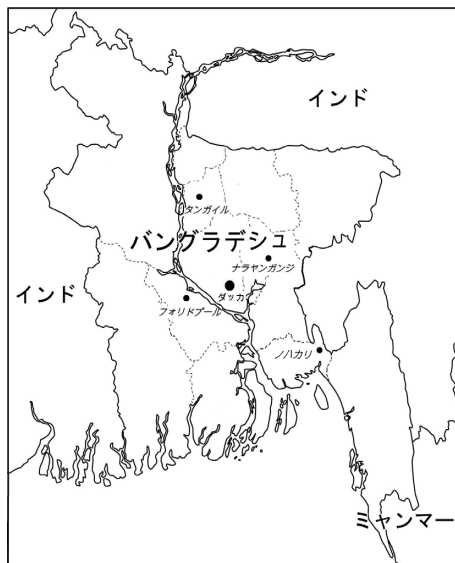 インド
タンガイル
バングラデシュ
ナラヤンガンジ
インド
ダッカ
フォリドプール
ノハカリ
ミャンマー